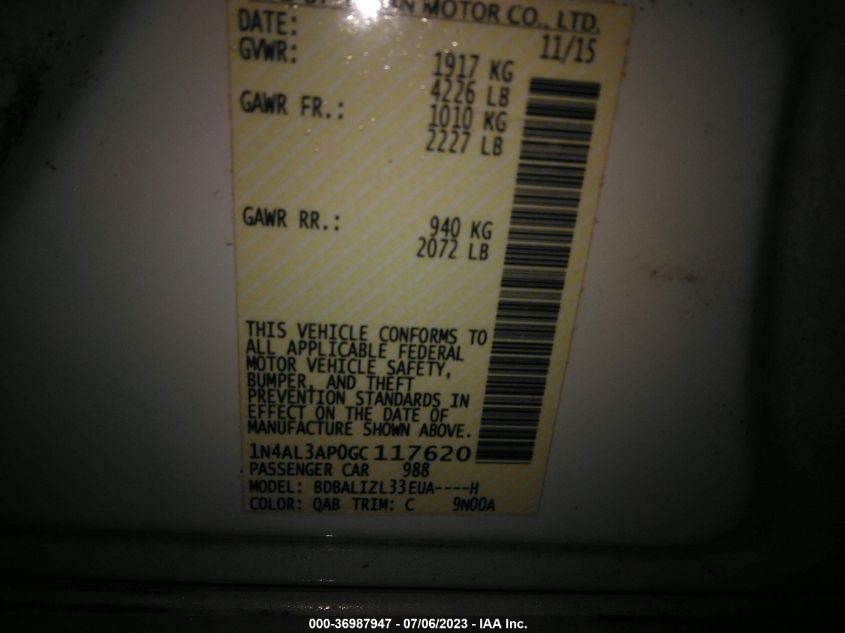 MOTOR CO., LTD.
DATE: 11/15
GVWR: 1917 KG
4226 LB
GAWR FR.: 1010 KG
2227 LB
GAWR RR.: 940 KG
2072 LB
THIS VEHICLE CONFORMS TO
ALL APPLICABLE FEDERAL
MOTOR VEHICLE SAFETY,
BUMPER, AND THEFT
PREVENTION STANDARDS IN
EFFECT ON THE DATE OF
MANUFACTURE SHOWN ABOVE.
1N4AL3AP0GC117620
PASSENGER CAR 988
MODEL: BDBALIZL33EUA----H
COLOR: QAB TRIM: C 9N00A
000-36987947 / 07/06/2023 - IAA Inc.